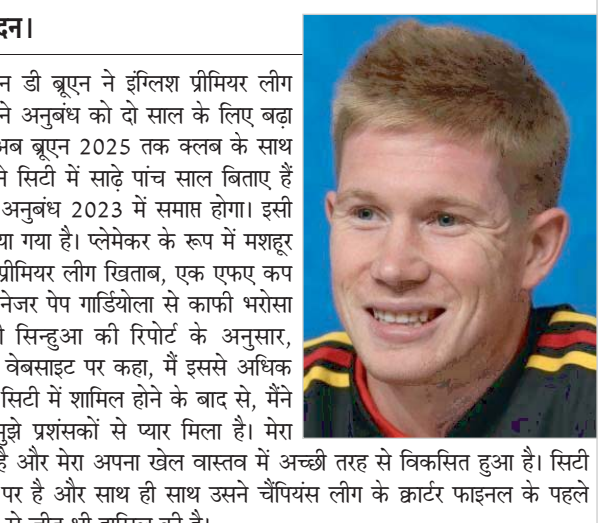 दन।
न डी ब्रूएन ने इंग्लिश प्रीमियर लीग
ने अनुबंध को दो साल के लिए बढ़ा
अब ब्रूएन 2025 तक क्लब के साथ
ने सिटी में साढ़े पांच साल बिताए हैं
अनुबंध 2023 में समाप्त होगा। इसी
या गया है। प्लेमेकर के रूप में मशहूर
प्रीमियर लीग खिताब, एक एफए कप
नेजर पेप गार्डियोला से काफी भरोसा
सिन्हुआ की रिपोर्ट के अनुसार,
वेबसाइट पर कहा, मैं इससे अधिक
सिटी में शामिल होने के बाद से, मैंने
मुझे प्रशंसकों से प्यार मिला है। मेरा
है और मेरा अपना खेल वास्तव में अच्छी तरह से विकसित हुआ है। सिटी
पर है और साथ ही साथ उसने चैंपियंस लीग के क्वार्टर फाइनल के पहले